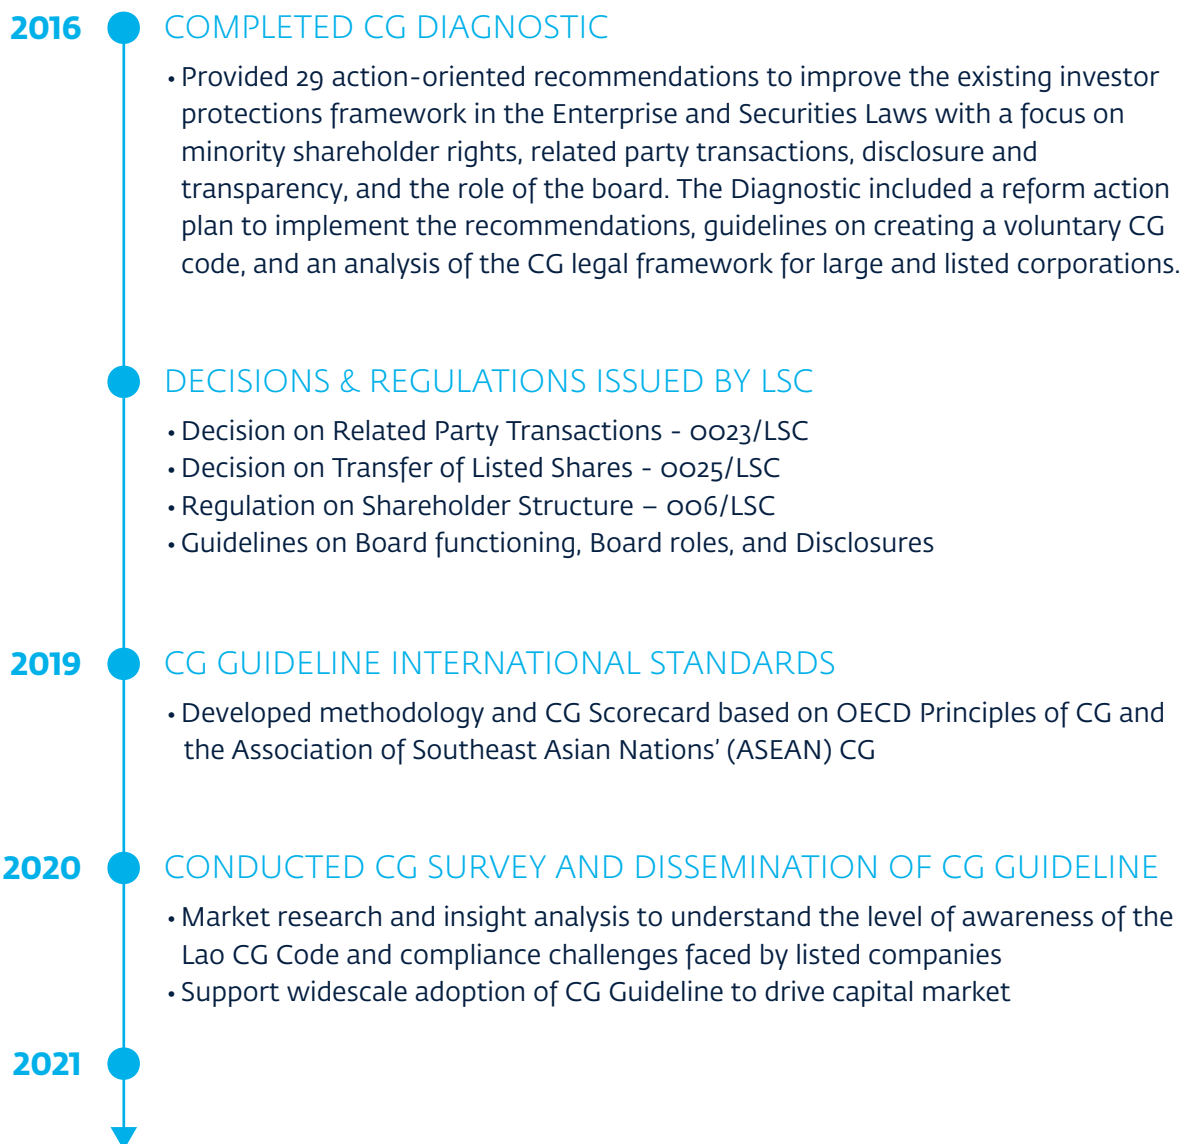 2016 COMPLETED CG DIAGNOSTIC
• Provided 29 action-oriented recommendations to improve the existing investor
protections framework in the Enterprise and Securities Laws with a focus on
minority shareholder rights, related party transactions, disclosure and
transparency, and the role of the board. The Diagnostic included a reform action
plan to implement the recommendations, guidelines on creating a voluntary CG
code, and an analysis of the CG legal framework for large and listed corporations.
DECISIONS & REGULATIONS ISSUED BY LSC
• Decision on Related Party Transactions - 0023/LSC
• Decision on Transfer of Listed Shares - 0025/LSC
• Regulation on Shareholder Structure – 006/LSC
• Guidelines on Board functioning, Board roles, and Disclosures
2019 CG GUIDELINE INTERNATIONAL STANDARDS
• Developed methodology and CG Scorecard based on OECD Principles of CG and
the Association of Southeast Asian Nations’ (ASEAN) CG
2020 CONDUCTED CG SURVEY AND DISSEMINATION OF CG GUIDELINE
• Market research and insight analysis to understand the level of awareness of the
Lao CG Code and compliance challenges faced by listed companies
• Support widescale adoption of CG Guideline to drive capital market
2021